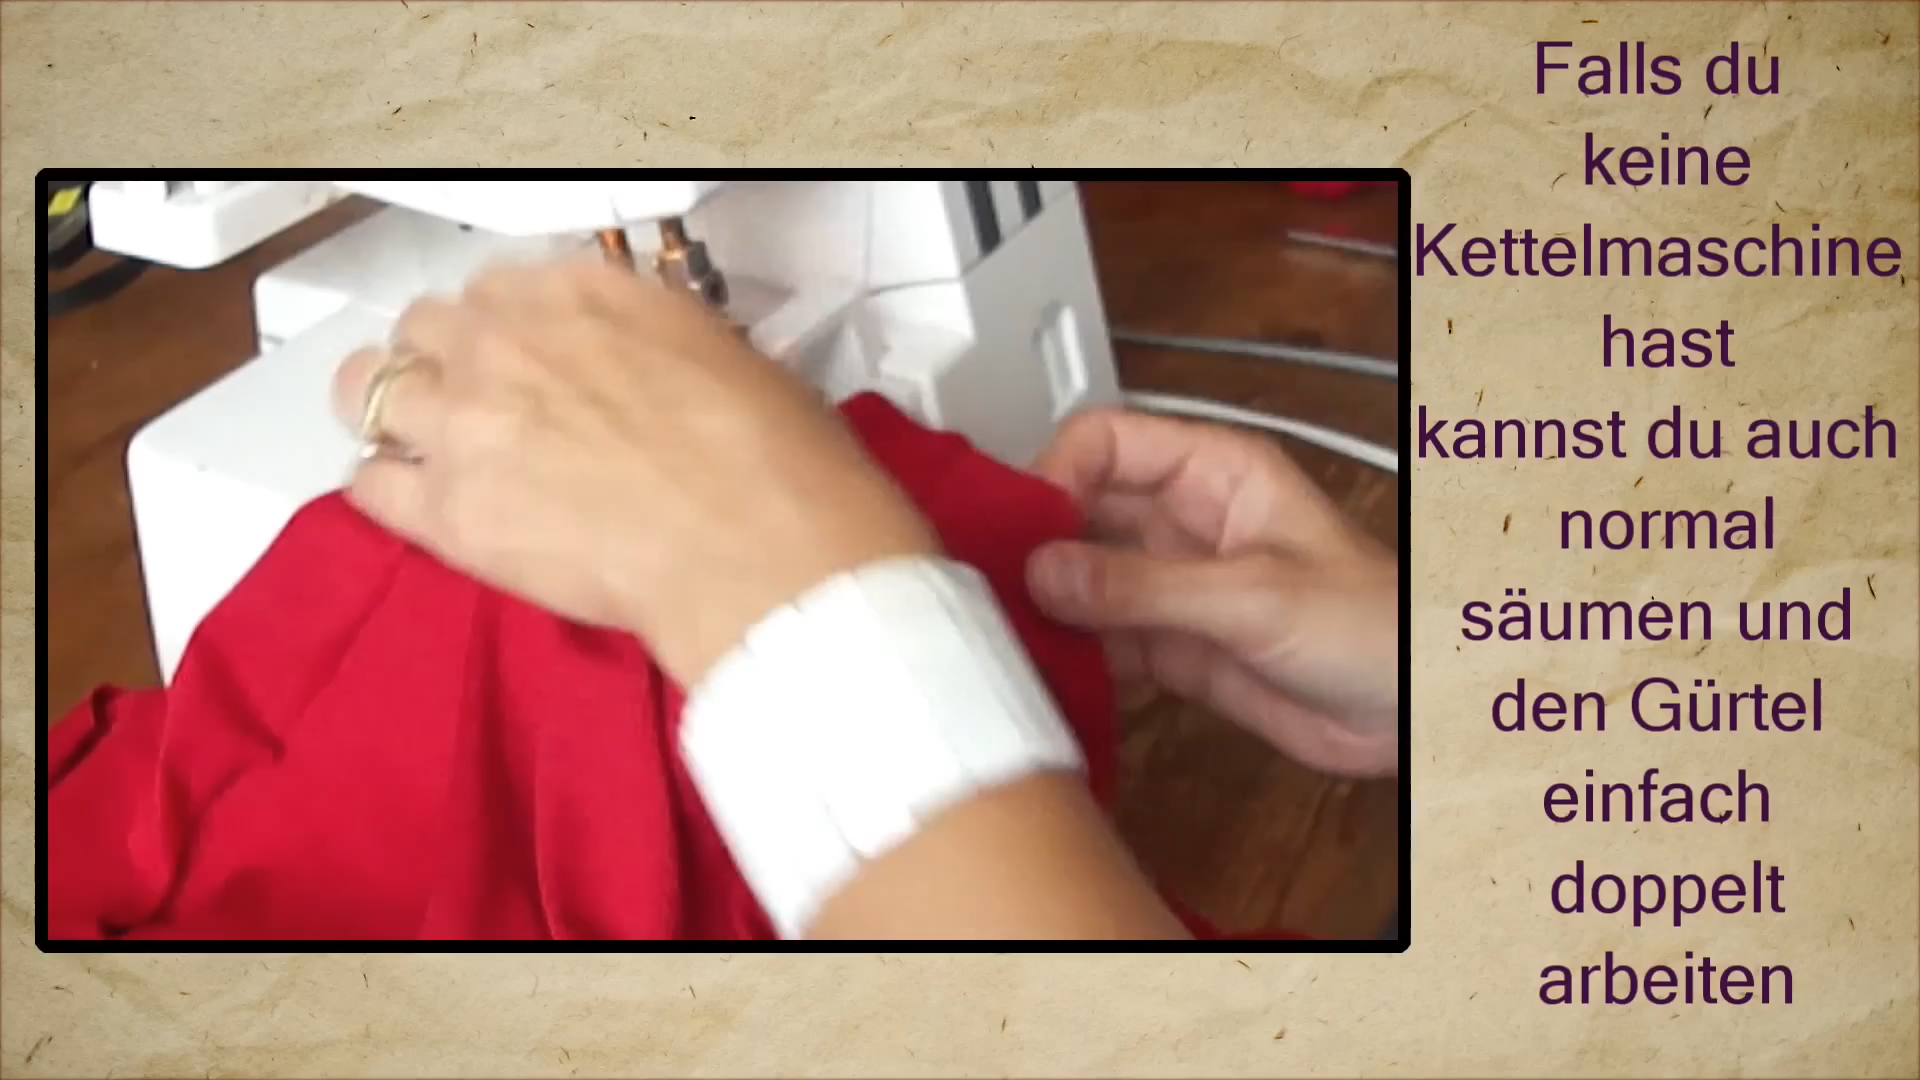 Falls du
keine
Kettelmaschine
hast
kannst du auch
normal
säumen und
den Gürtel
einfach
doppelt
arbeiten